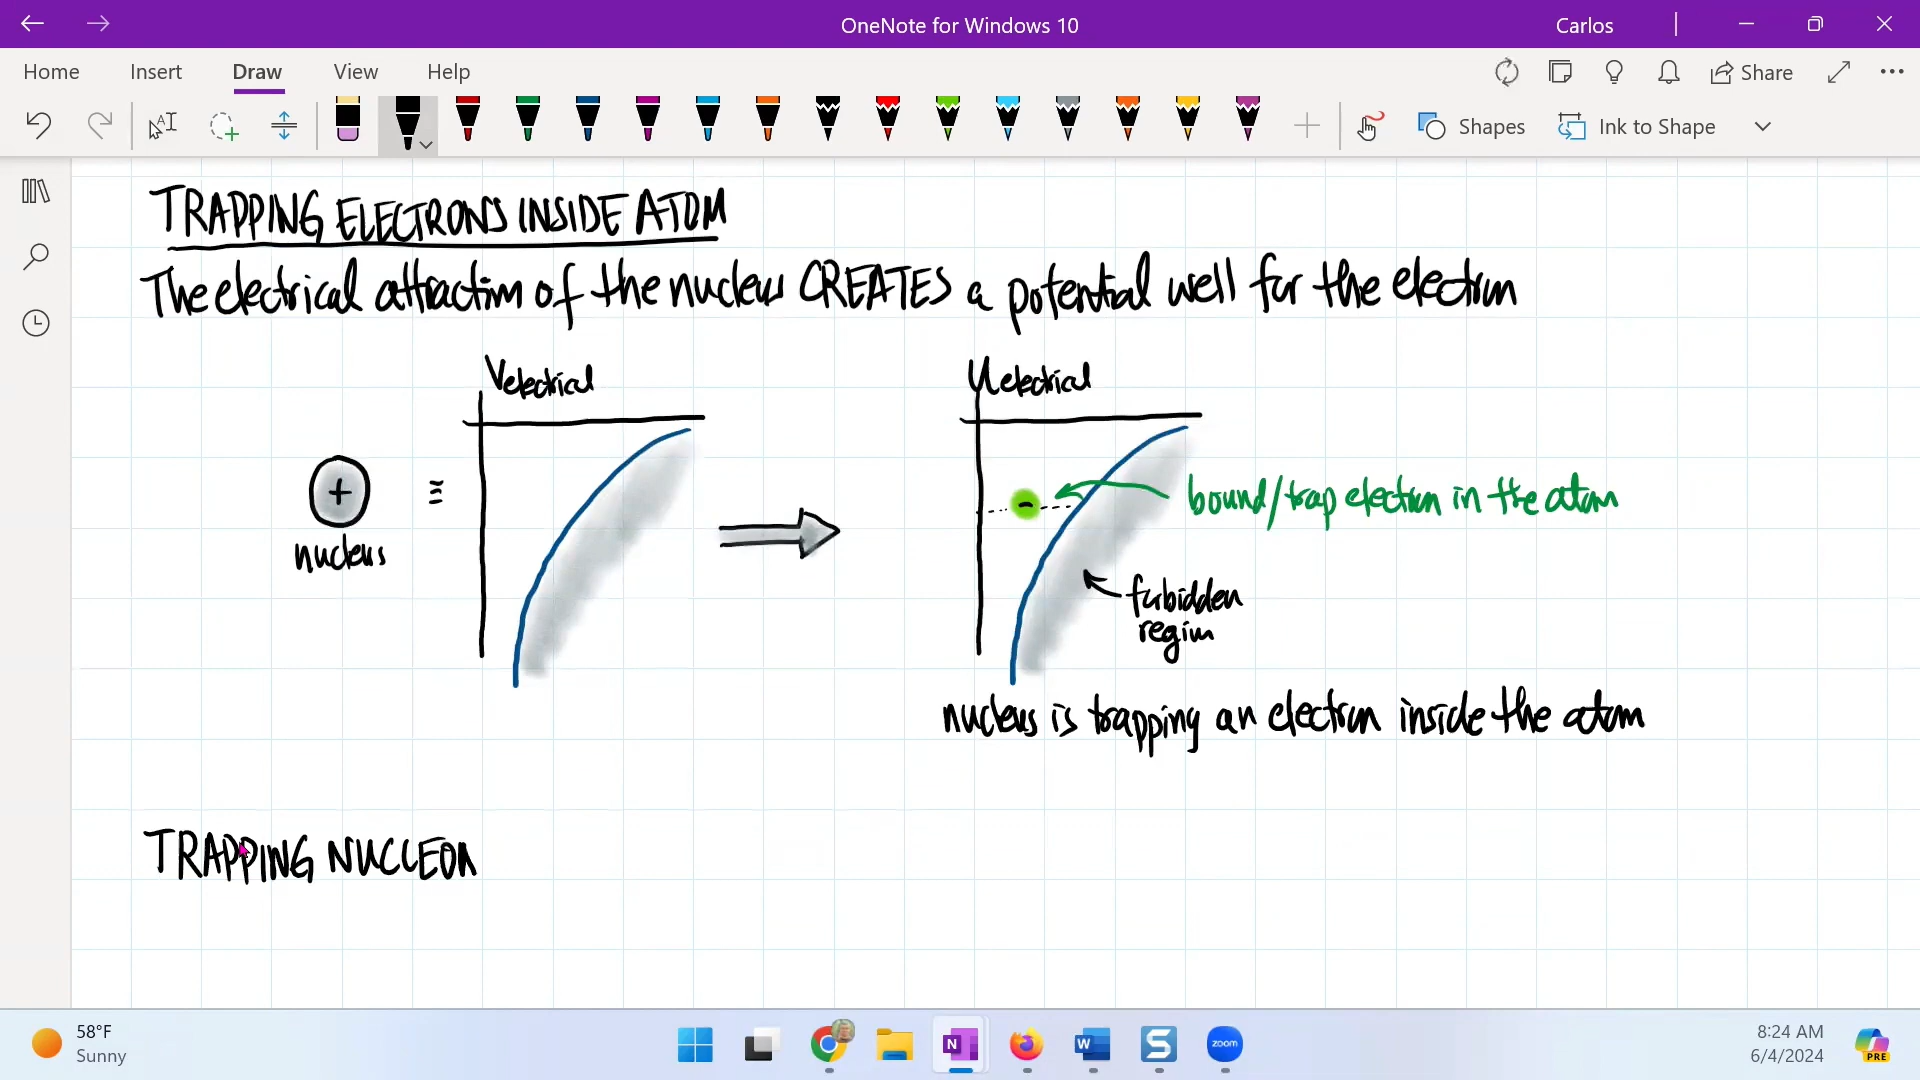 OneNote for Windows 10
Carlos
Home Insert Draw View Help
Share
Shapes
Ink to Shape
TRAPPING ELECTRONS INSIDE ATOM
The electrical attraction of the nucleus CREATES a potential well for the electron
Velectrical
Uelectrical
+
≡
nucleus
-
bound/trap electron in the atom
forbidden
region
nucleus is trapping an electron inside the atom
TRAPPING NUCLEON
58°F
Sunny
zoom
8:24 AM
6/4/2024
PRE